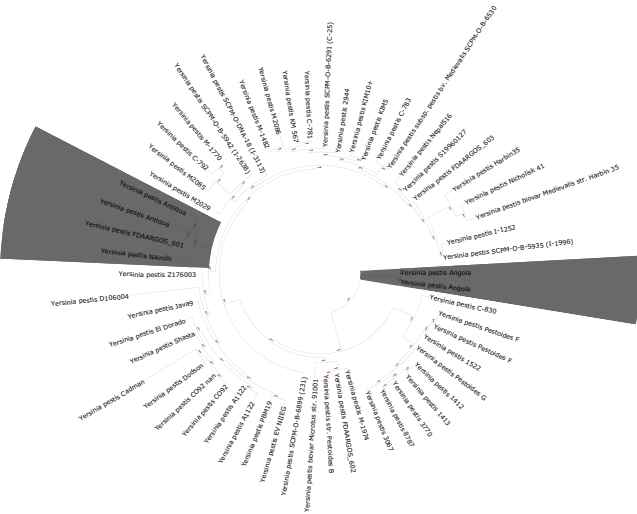 Yersinia pestis SCPM-O-B-6291 (C-25)
Yersinia pestis 2944
Yersinia pestis KIM10+
Yersinia pestis KIM5
Yersinia pestis C-783
Yersinia pestis subsp. pestis bv. Medievalis SCPM-O-B-6530
Yersinia pestis Nepal516
Yersinia pestis S19960127
Yersinia pestis FDAARGOS_603
Yersinia pestis Harbin35
Yersinia pestis Nicholisk 41
Yersinia pestis biovar Medievalis str. Harbin 35
Yersinia pestis I-1252
Yersinia pestis SCPM-O-B-5935 (I-1996)
Yersinia pestis Angola
Yersinia pestis Angola
Yersinia pestis C-830
Yersinia pestis Pestoides F
Yersinia pestis Pestoides F
Yersinia pestis 1522
Yersinia pestis Pestoides G
Yersinia pestis 1412
Yersinia pestis 1413
Yersinia pestis 3770
Yersinia pestis 8787
Yersinia pestis 3067
Yersinia pestis M-1974
Yersinia pestis FDAARGOS_602
Yersinia pestis str. Pestoides B
Yersinia pestis biovar Microtus str. 91001
Yersinia pestis SCPM-O-B-6899 (231)
Yersinia pestis EV NIIEG
Yersinia pestis PBM19
Yersinia pestis A1122
Yersinia pestis A1122
Yersinia pestis CO92
Yersinia pestis CO92 nan
Yersinia pestis Dodson
Yersinia pestis Cadman
Yersinia pestis Shasta
Yersinia pestis El Dorado
Yersinia pestis Java9
Yersinia pestis D106004
Yersinia pestis Z176003
Yersinia pestis Nairobi
Yersinia pestis FDAARGOS_601
Yersinia pestis Antiqua
Yersinia pestis Antiqua
Yersinia pestis M2029
Yersinia pestis M2085
Yersinia pestis C-792
Yersinia pestis M-1770
Yersinia pestis SCPM-O-B-5942 (I-2638)
Yersinia pestis SCPM-O-DNA-18 (I-3113)
Yersinia pestis M-1482
Yersinia pestis M2086
Yersinia pestis KM 567
Yersinia pestis C-781